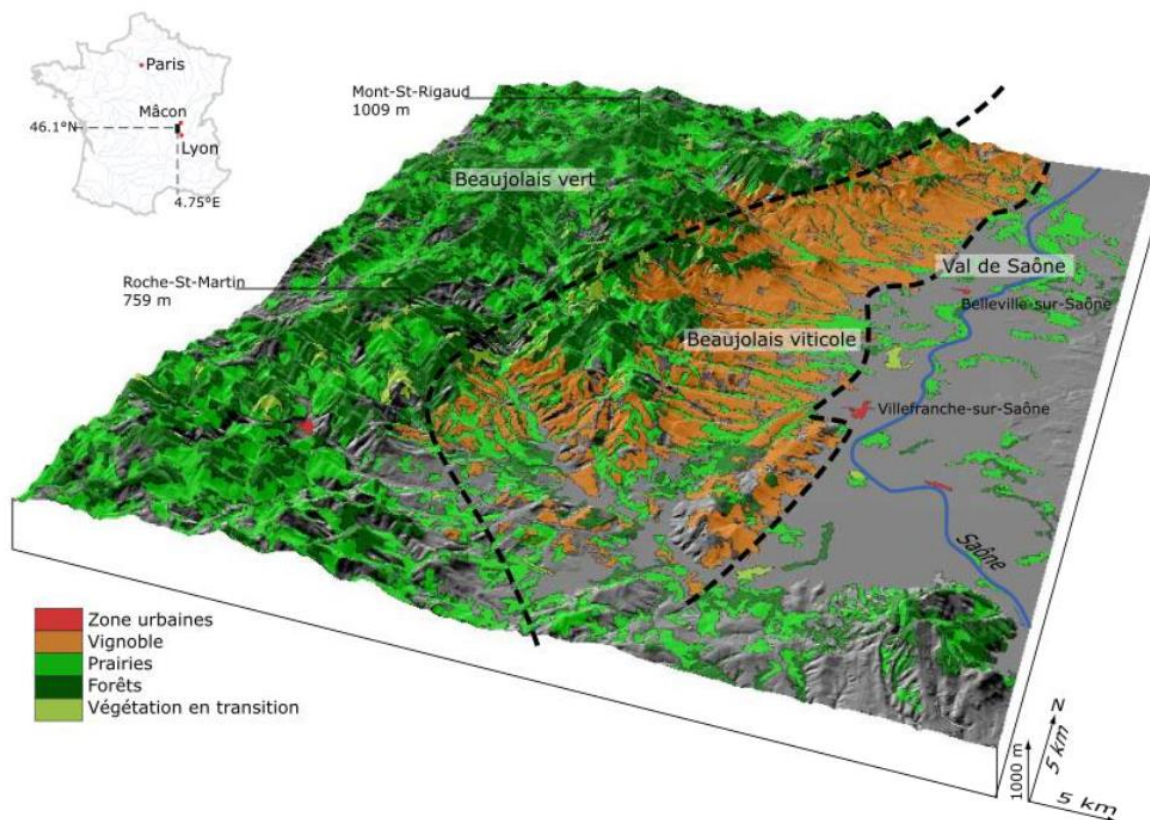 Paris
Mâcon
46.1°N
Lyon
4.75°E
Mont-St-Rigaud
1009 m
Beaujolais vert
Roche-St-Martin
759 m
Val de Saône
Belleville-sur-Saône
Beaujolais viticole
Villefranche-sur-Saône
Saône
Zone urbaines
Vignoble
Prairies
Forêts
Végétation en transition
1000 m
5 km
N
5 km